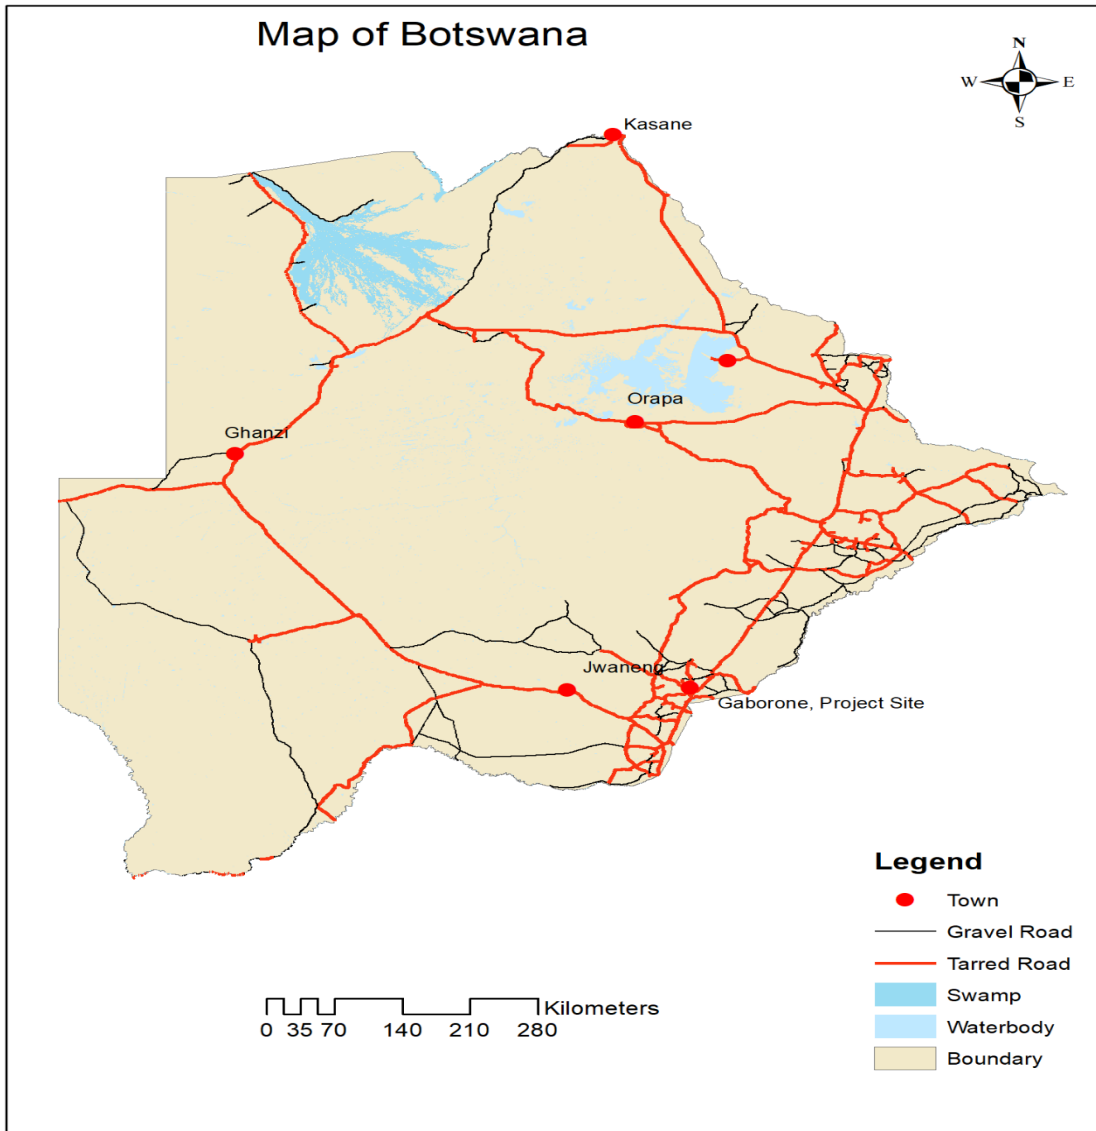 Map of Botswana
N
W E
S
Kasane
Orapa
Ghanzi
Jwaneng
Gaborone, Project Site
Legend
Town
Gravel Road
Tarred Road
Swamp
Waterbody
Boundary
Kilometers
0 35 70 140 210 280